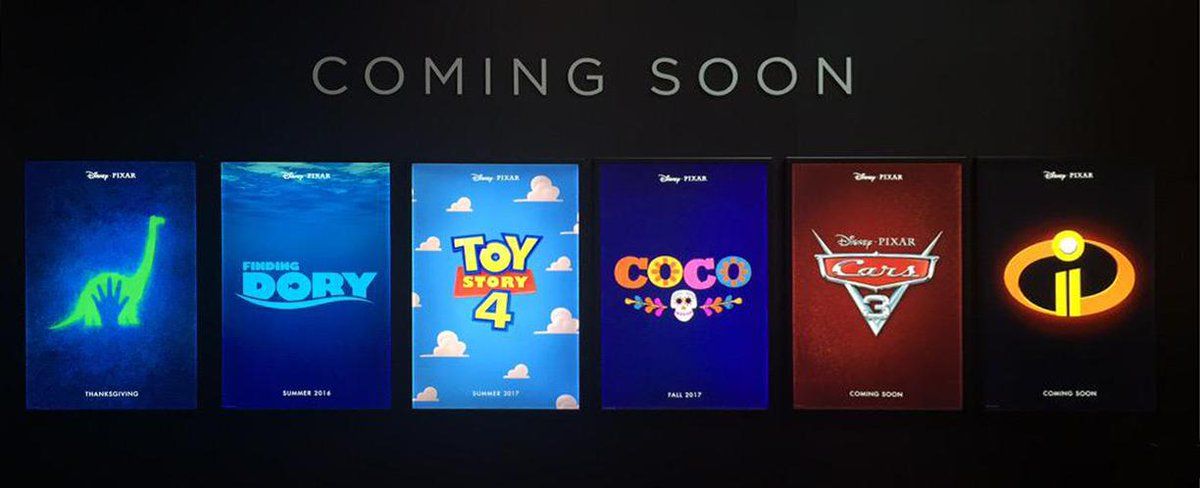 COMING SOON
Disney · PIXAR
THANKSGIVING
Disney · PIXAR
FINDING
DORY
SUMMER 2016
Disney · PIXAR
TOY
STORY
4
SUMMER 2017
Disney · PIXAR
COCO
FALL 2017
Disney · PIXAR
Disney · PIXAR
Cars
3
COMING SOON
Disney · PIXAR
i
COMING SOON